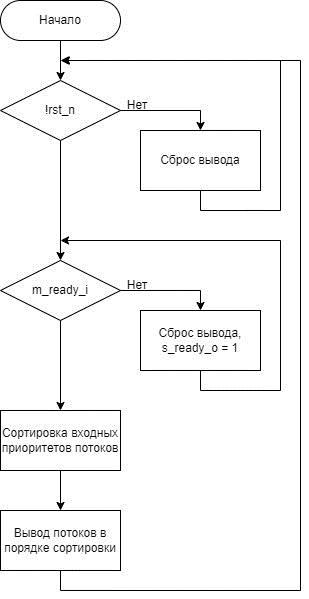 Начало
!rst_n
Нет
Сброс вывода
m_ready_i
Нет
Сброс вывода,
s_ready_o = 1
Сортировка входных
приоритетов потоков
Вывод потоков в
порядке сортировки